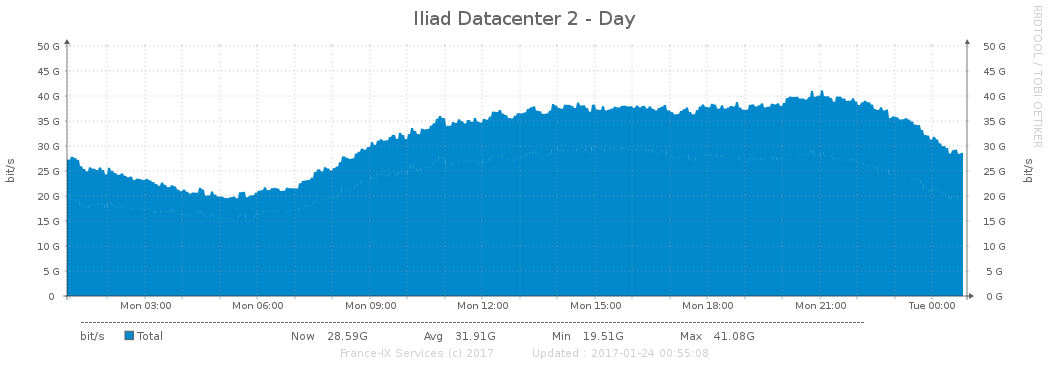 Iliad Datacenter 2 - Day
RRDTOOL / TOBI OETIKER
50 G 50 G
45 G 45 G
40 G 40 G
35 G 35 G
30 G 30 G
25 G 25 G
20 G 20 G
15 G 15 G
10 G 10 G
5 G 5 G
0 0 G
bit/s bit/s
Mon 03:00 Mon 06:00 Mon 09:00 Mon 12:00 Mon 15:00 Mon 18:00 Mon 21:00 Tue 00:00
bit/s Total Now 28.59G Avg 31.91G Min 19.51G Max 41.08G
France-IX Services (c) 2017 Updated : 2017-01-24 00:55:08